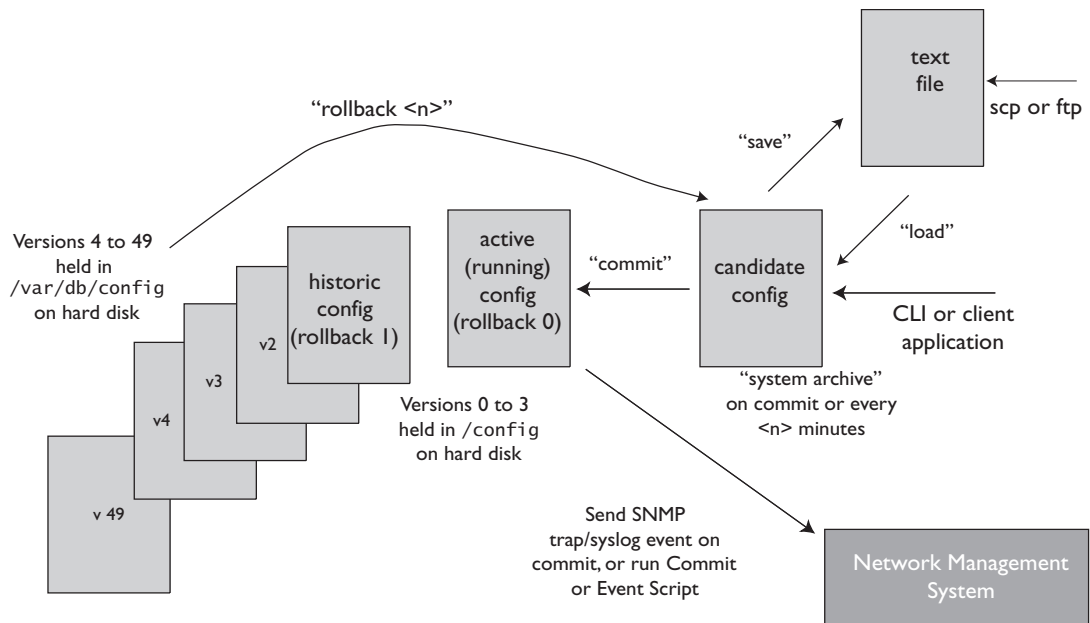 text
file
scp or ftp
“rollback <n>”
“save”
“load”
Versions 4 to 49
held in
/var/db/config
on hard disk
historic
config
(rollback 1)
v2
v3
v4
v 49
active
(running)
config
(rollback 0)
“commit”
candidate
config
CLI or client
application
Versions 0 to 3
held in /config
on hard disk
“system archive”
on commit or every
<n> minutes
Send SNMP
trap/syslog event on
commit, or run Commit
or Event Script
Network Management
System